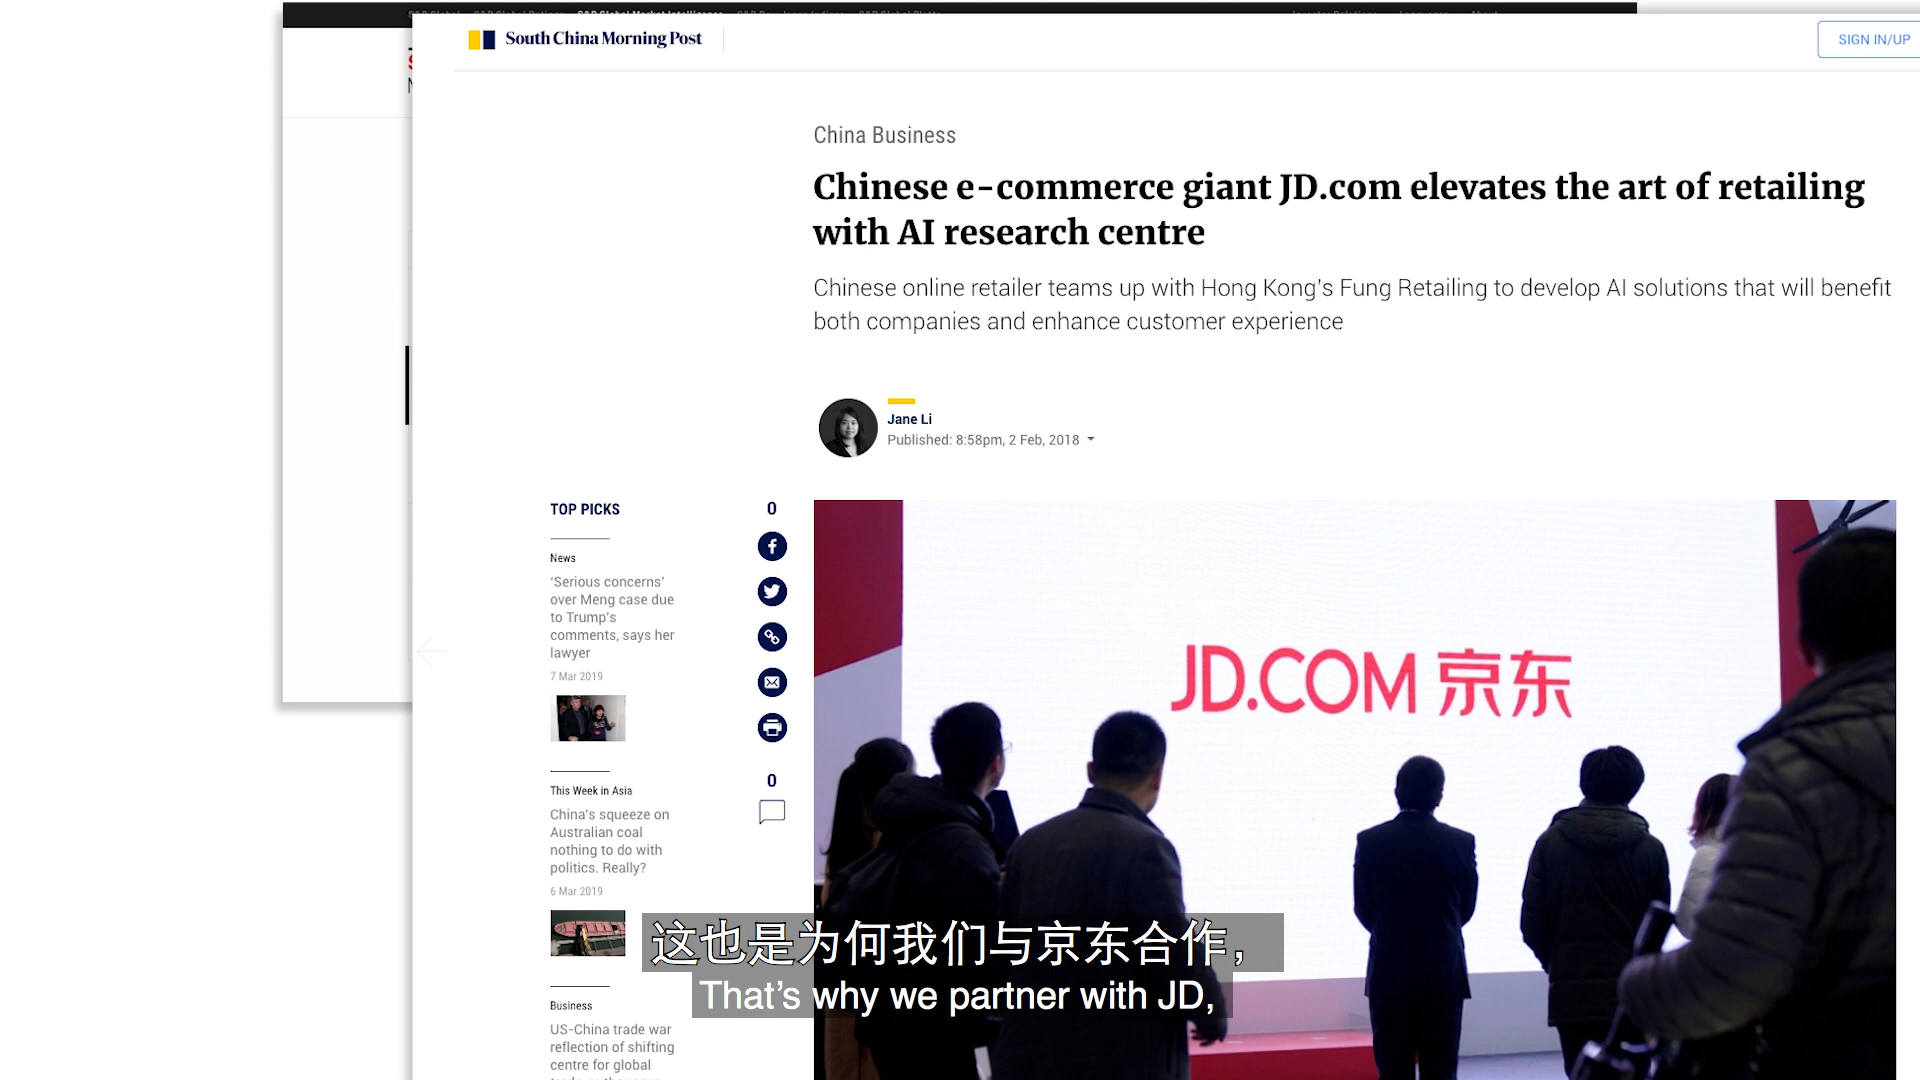 S&P Global Market Intelligence
South China Morning Post
SIGN IN/UP
China Business
Chinese e-commerce giant JD.com elevates the art of retailing
with AI research centre
Chinese online retailer teams up with Hong Kong's Fung Retailing to develop AI solutions that will benefit
both companies and enhance customer experience
Jane Li
Published: 8:58pm, 2 Feb, 2018
TOP PICKS
0
News
‘Serious concerns’
over Meng case due
to Trump’s
comments, says her
lawyer
7 Mar 2019
0
This Week in Asia
China’s squeeze on
Australian coal
nothing to do with
politics. Really?
6 Mar 2019
Business
US-China trade war
reflection of shifting
centre for global
JD.COM 京东
这也是为何我们与京东合作，
That’s why we partner with JD,